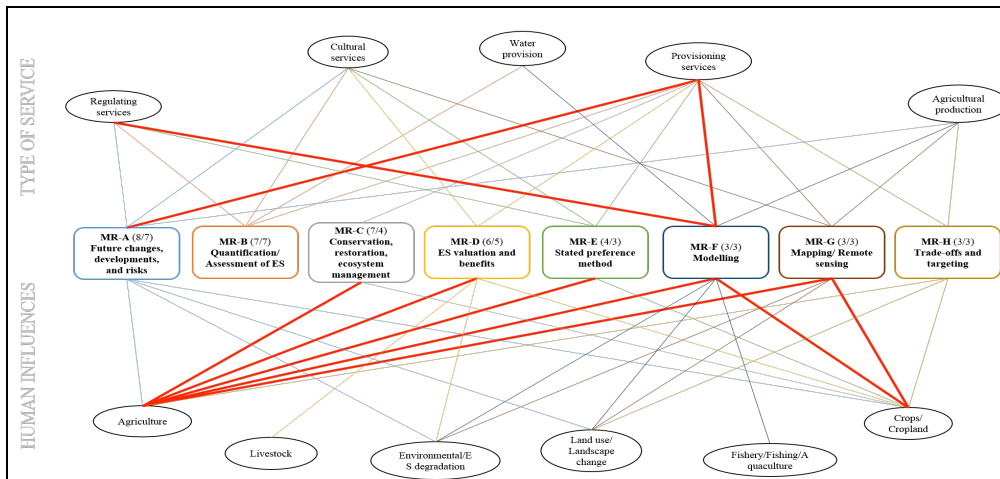 TYPE OF SERVICE
Cultural
services
Water
provision
Provisioning
services
Regulating
services
Agricultural
production
MR-A (8/7)
Future changes,
developments,
and risks
MR-B (7/7)
Quantification/
Assessment of ES
MR-C (7/4)
Conservation,
restoration,
ecosystem
management
MR-D (6/5)
ES valuation and
benefits
MR-E (4/3)
Stated preference
method
MR-F (3/3)
Modelling
MR-G (3/3)
Mapping/ Remote
sensing
MR-H (3/3)
Trade-offs and
targeting
HUMAN INFLUENCES
Agriculture
Livestock
Environmental/E
S degradation
Land use/
Landscape
change
Fishery/Fishing/A
quaculture
Crops/
Cropland